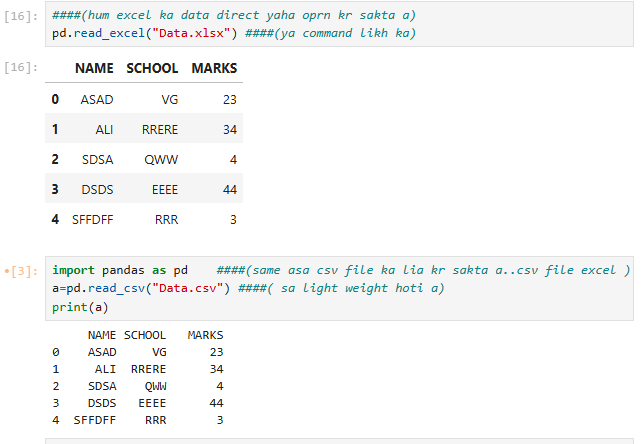 [16]: ####(hum excel ka data direct yaha oprn kr sakta a)
pd.read_excel("Data.xlsx") ####(ya command likh ka)
[16]: NAME SCHOOL MARKS
0 ASAD VG 23
1 ALI RRERE 34
2 SDSA QWW 4
3 DSDS EEEE 44
4 SFFDFF RRR 3
•[3]: import pandas as pd ####(same asa csv file ka lia kr sakta a..csv file excel )
a=pd.read_csv("Data.csv") ####( sa light weight hoti a)
print(a)
NAME SCHOOL MARKS
0 ASAD VG 23
1 ALI RRERE 34
2 SDSA QWW 4
3 DSDS EEEE 44
4 SFFDFF RRR 3